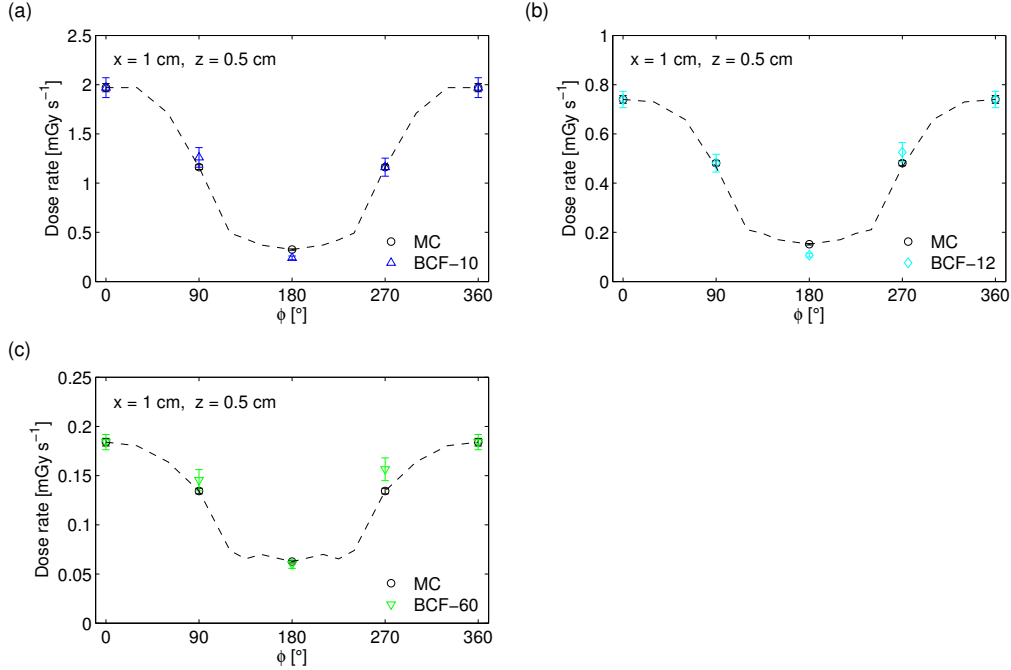 (a)
x = 1 cm, z = 0.5 cm
Dose rate [mGy s⁻¹]
2.5
2
1.5
1
0.5
0
0 90 180 270 360
ϕ [°]
MC
BCF−10
(b)
x = 1 cm, z = 0.5 cm
Dose rate [mGy s⁻¹]
1
0.8
0.6
0.4
0.2
0
0 90 180 270 360
ϕ [°]
MC
BCF−12
(c)
x = 1 cm, z = 0.5 cm
Dose rate [mGy s⁻¹]
0.25
0.2
0.15
0.1
0.05
0
0 90 180 270 360
ϕ [°]
MC
BCF−60